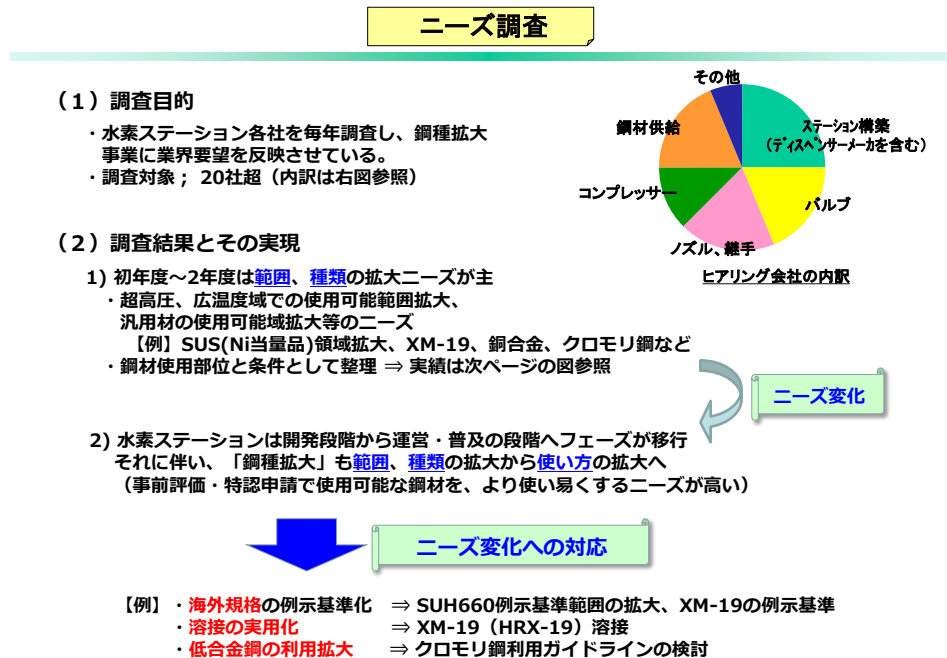 ニーズ調査
（１）調査目的
・水素ステーション各社を毎年調査し、鋼種拡大
事業に業界要望を反映させている。
・調査対象； 20社超（内訳は右図参照）
その他
鋼材供給
ステーション構築
（ディスペンサーメーカを含む）
コンプレッサー
バルブ
ノズル、継手
ヒアリング会社の内訳
（２）調査結果とその実現
1) 初年度～2年度は範囲、種類の拡大ニーズが主
・超高圧、広温度域での使用可能範囲拡大、
汎用材の使用可能域拡大等のニーズ
【例】SUS(Ni当量品)領域拡大、XM-19、銅合金、クロモリ鋼など
・鋼材使用部位と条件として整理 ⇒ 実績は次ページの図参照
ニーズ変化
2) 水素ステーションは開発段階から運営・普及の段階へフェーズが移行
それに伴い、「鋼種拡大」も範囲、種類の拡大から使い方の拡大へ
（事前評価・特認申請で使用可能な鋼材を、より使い易くするニーズが高い）
ニーズ変化への対応
【例】・海外規格の例示基準化 ⇒ SUH660例示基準範囲の拡大、XM-19の例示基準
・溶接の実用化 ⇒ XM-19（HRX-19）溶接
・低合金鋼の利用拡大 ⇒ クロモリ鋼利用ガイドラインの検討